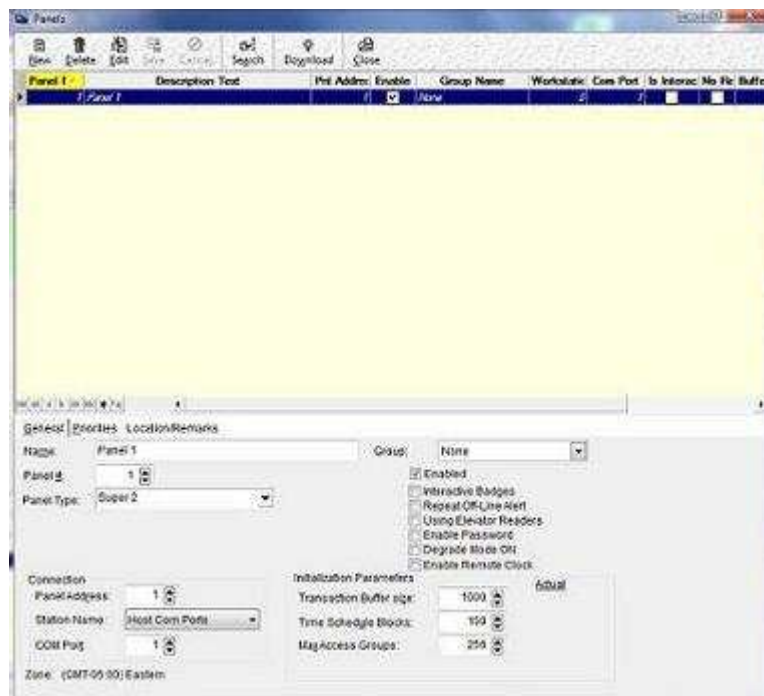 Panels
New Delete Edit Save Cancel Search Download Close
Panel # Description Text Pnl Addres Enable Group Name Workstatic Com Port Is Interac No Re Buffe
1 Panel 1 1 None 1
General Priorities Location/Remarks
Name: Panel 1 Group: None
Panel #: 1 Enabled
Panel Type: Super 2 Interactive Badges
Repeat Off-Line Alert
Using Elevator Readers
Enable Password
Degrade Mode ON
Enable Remote Clock
Connection Initialization Parameters Actual
Panel Address: 1 Transaction Buffer size: 1000
Station Name: Host Com Ports Time Schedule Blocks:
COM Port: 1 Max Access Groups: 256
Zone: (GMT-05:00) Eastern